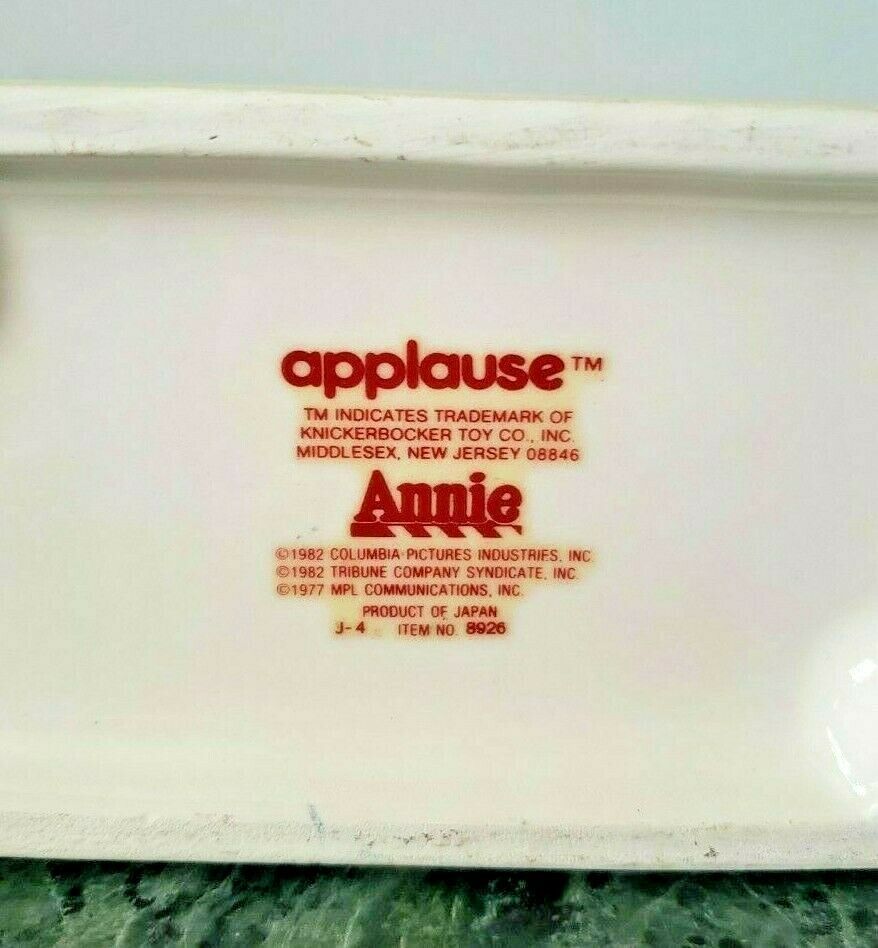 applause™
TM INDICATES TRADEMARK OF
KNICKERBOCKER TOY CO., INC.
MIDDLESEX, NEW JERSEY 08846
Annie
©1982 COLUMBIA PICTURES INDUSTRIES, INC.
©1982 TRIBUNE COMPANY SYNDICATE, INC.
©1977 MPL COMMUNICATIONS, INC.
PRODUCT OF JAPAN
J-4 ITEM NO. 8926